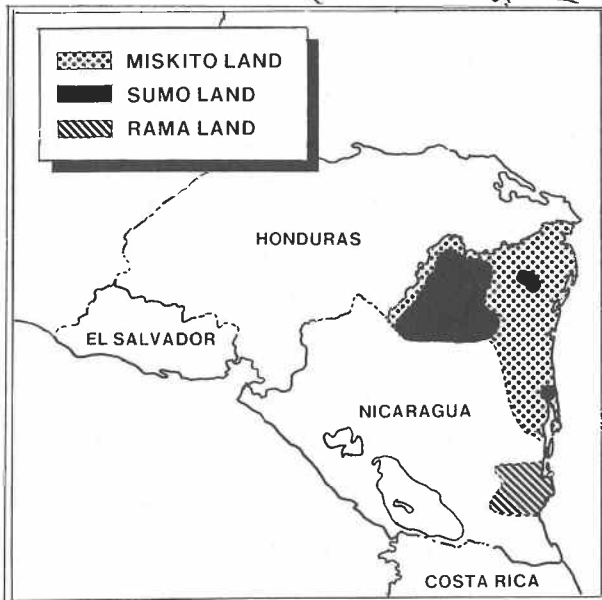 MISKITO LAND
SUMO LAND
RAMA LAND
HONDURAS
EL SALVADOR
NICARAGUA
COSTA RICA